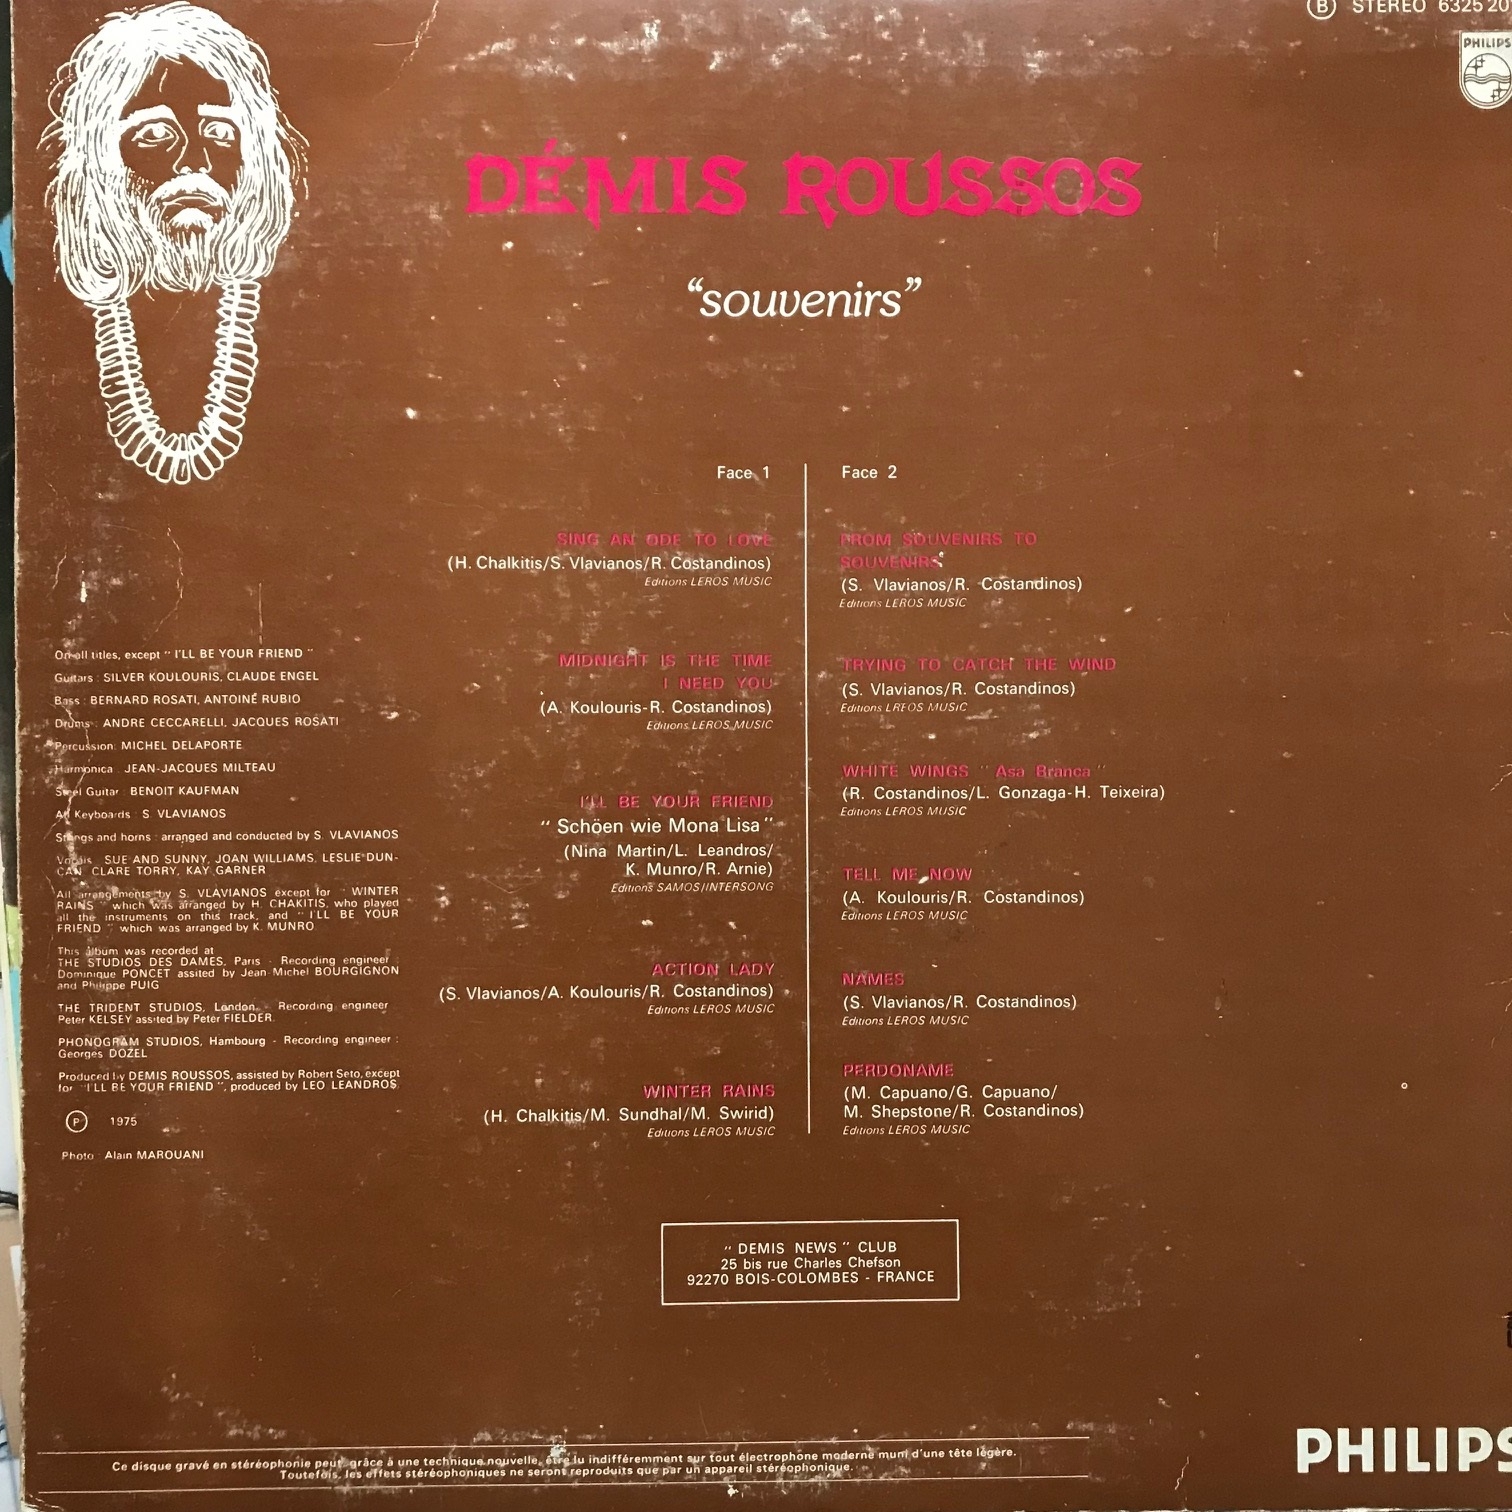 B STEREO 6325 20
PHILIPS
DÉMIS ROUSSOS
“souvenirs”
Face 1
SING AN ODE TO LOVE
(H. Chalkitis/S. Vlavianos/R. Costandinos)
Editions LEROS MUSIC
MIDNIGHT IS THE TIME
I NEED YOU
(A. Koulouris-R. Costandinos)
Editions LEROS MUSIC
I'LL BE YOUR FRIEND
“ Schöen wie Mona Lisa ”
(Nina Martin/L. Leandros/
K. Munro/R. Arnie)
Editions SAMOS/INTERSONG
ACTION LADY
(S. Vlavianos/A. Koulouris/R. Costandinos)
Editions LEROS MUSIC
WINTER RAINS
(H. Chalkitis/M. Sundhal/M. Swirid)
Editions LEROS MUSIC
Face 2
FROM SOUVENIRS TO
SOUVENIRS
(S. Vlavianos/R. Costandinos)
Editions LEROS MUSIC
TRYING TO CATCH THE WIND
(S. Vlavianos/R. Costandinos)
Editions LREOS MUSIC
WHITE WINGS “ Asa Branca ”
(R. Costandinos/L. Gonzaga-H. Teixeira)
Editions LEROS MUSIC
TELL ME NOW
(A. Koulouris/R. Costandinos)
Editions LEROS MUSIC
NAMES
(S. Vlavianos/R. Costandinos)
Editions LEROS MUSIC
PERDONAME
(M. Capuano/G. Capuano/
M. Shepstone/R. Costandinos)
Editions LEROS MUSIC
On all titles, except “ I'LL BE YOUR FRIEND ”
Guitars : SILVER KOULOURIS, CLAUDE ENGEL
Bass : BERNARD ROSATI, ANTOINE RUBIO
Drums : ANDRE CECCARELLI, JACQUES ROSATI
Percussion: MICHEL DELAPORTE
Harmonica : JEAN-JACQUES MILTEAU
Steel Guitar : BENOIT KAUFMAN
All Keyboards : S. VLAVIANOS
Strings and horns : arranged and conducted by S. VLAVIANOS
Vocals : SUE AND SUNNY, JOAN WILLIAMS, LESLIE DUN-
CAN, CLARE TORRY, KAY GARNER
All arrangements by S. VLAVIANOS except for “ WINTER
RAINS ” which was arranged by H. CHAKITIS, who played
all the instruments on this track, and “ I'LL BE YOUR
FRIEND ” which was arranged by K. MUNRO
This album was recorded at
THE STUDIOS DES DAMES, Paris - Recording engineer :
Dominique PONCET assited by Jean-Michel BOURGIGNON
and Philippe PUIG
THE TRIDENT STUDIOS, London, - Recording engineer
Peter KELSEY assited by Peter FIELDER
PHONOGRAM STUDIOS, Hambourg - Recording engineer :
Georges DOZEL
Produced by DEMIS ROUSSOS, assisted by Robert Seto, except
for “ I'LL BE YOUR FRIEND ”, produced by LEO LEANDROS
Ⓟ 1975
Photo : Alain MAROUANI
“ DEMIS NEWS ” CLUB
25 bis rue Charles Chefson
92270 BOIS-COLOMBES - FRANCE
Ce disque gravé en stéréophonie peut, grâce à une technique nouvelle, être lu indifféremment sur tout électrophone moderne muni d'une tête légère.
Toutefois, les effets stéréophoniques ne seront reproduits que par un appareil stéréophonique.
PHILIPS